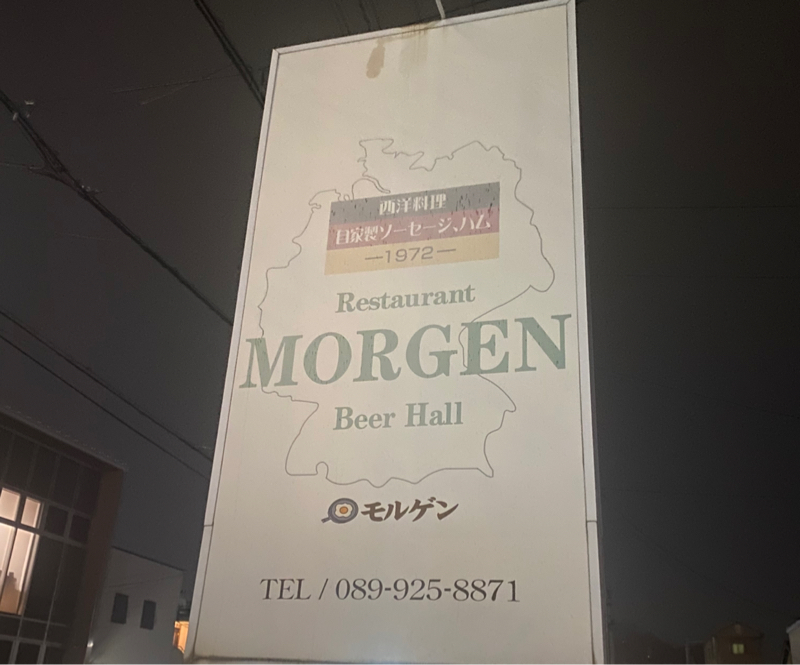 西洋料理
自家製ソーセージ、ハム
—1972—
Restaurant
MORGEN
Beer Hall
モルゲン
TEL / 089-925-8871